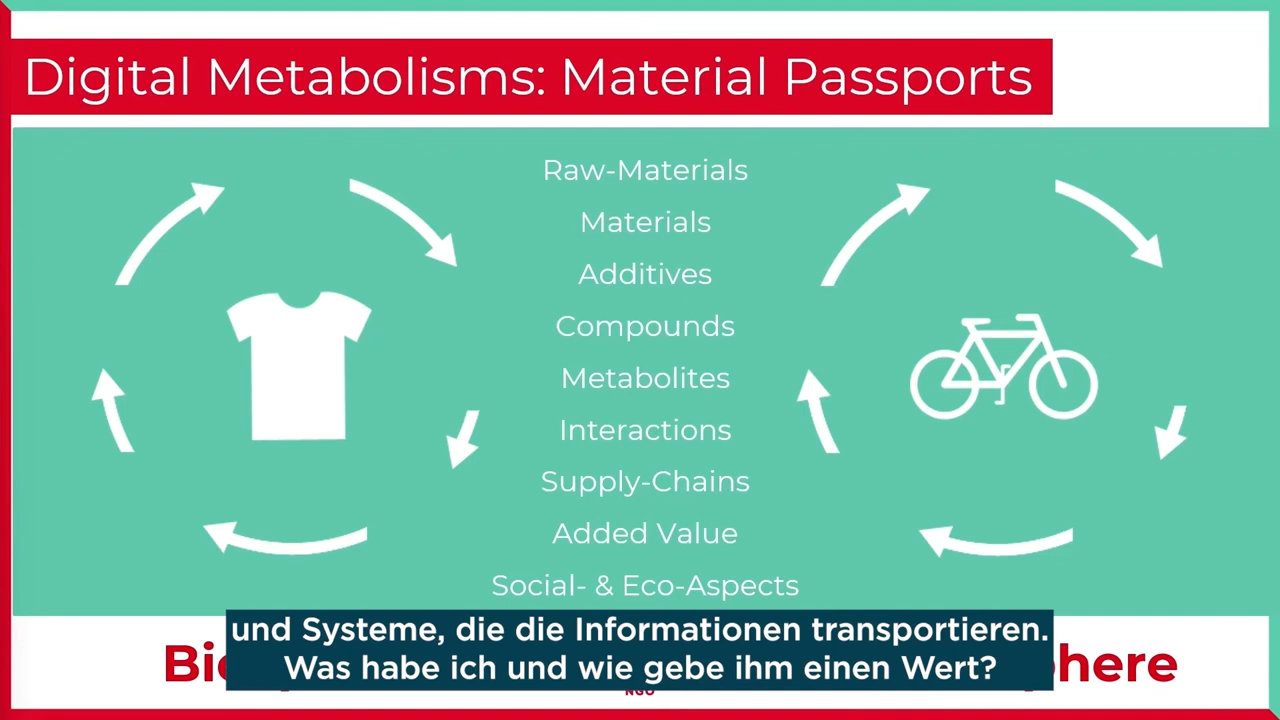 Digital Metabolisms: Material Passports
Raw-Materials
Materials
Additives
Compounds
Metabolites
Interactions
Supply-Chains
Added Value
Social- & Eco-Aspects
und Systeme, die die Informationen transportieren.
Was habe ich und wie gebe ihm einen Wert?
NGO